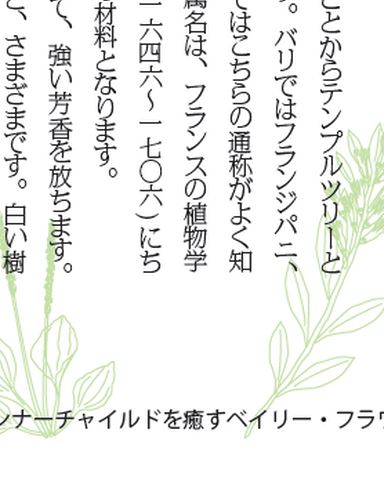 ことからテンプルツリーと
。バリではフランジパニ、
ではこちらの通称がよく知
属名は、フランスの植物学
一六四六〜一七〇六）にち
材料となります。
て、強い芳香を放ちます。
と、さまざまです。白い樹
ンナーチャイルドを癒すベイリー・フラワ